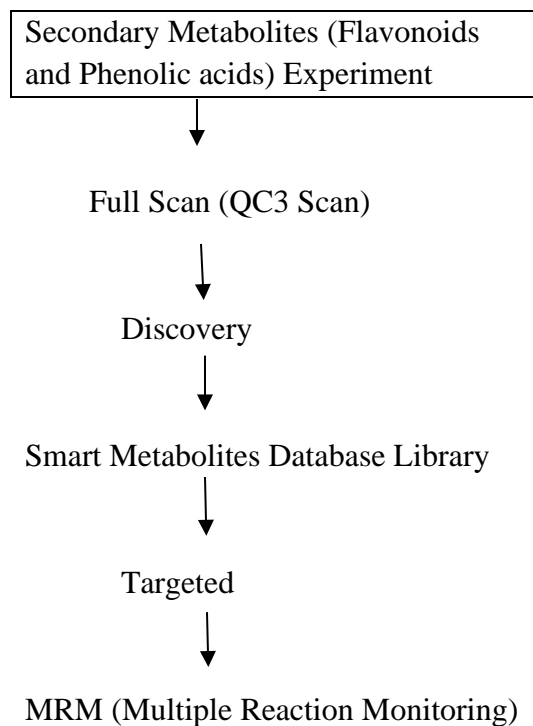 Secondary Metabolites (Flavonoids
and Phenolic acids) Experiment
Full Scan (QC3 Scan)
Discovery
Smart Metabolites Database Library
Targeted
MRM (Multiple Reaction Monitoring)